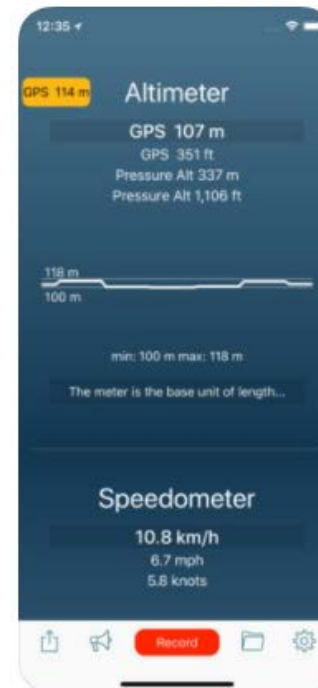 12:35
GPS 114 m
Altimeter
GPS 107 m
GPS 351 ft
Pressure Alt 337 m
Pressure Alt 1,106 ft
118 m
100 m
min: 100 m max: 118 m
The meter is the base unit of length...
Speedometer
10.8 km/h
6.7 mph
5.8 knots
Record